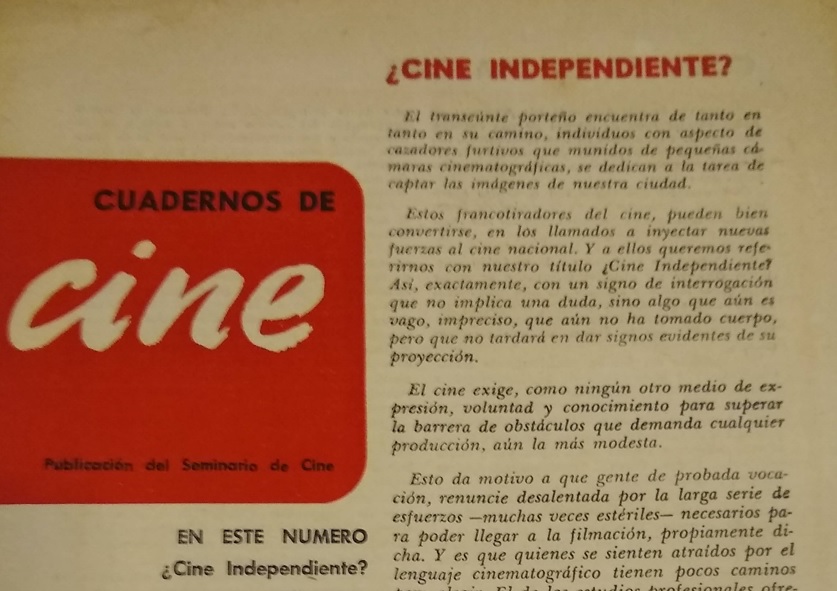 CUADERNOS DE
cine
Publicación del Seminario de Cine
EN ESTE NUMERO
¿Cine Independiente?
¿CINE INDEPENDIENTE?
El transeúnte porteño encuentra de tanto en
tanto en su camino, individuos con aspecto de
cazadores furtivos que munidos de pequeñas cá-
maras cinematográficas, se dedican a la tarea de
captar las imágenes de nuestra ciudad.
Estos francotiradores del cine, pueden bien
convertirse, en los llamados a inyectar nuevas
fuerzas al cine nacional. Y a ellos queremos refe-
rirnos con nuestro título ¿Cine Independiente?
Así, exactamente, con un signo de interrogación
que no implica una duda, sino algo que aún es
vago, impreciso, que aún no ha tomado cuerpo,
pero que no tardará en dar signos evidentes de su
proyección.
El cine exige, como ningún otro medio de ex-
presión, voluntad y conocimiento para superar
la barrera de obstáculos que demanda cualquier
producción, aún la más modesta.
Esto da motivo a que gente de probada voca-
ción, renuncie desalentada por la larga serie de
esfuerzos —muchas veces estériles— necesarios pa-
ra poder llegar a la filmación, propiamente di-
cha. Y es que quienes se sienten atraídos por el
lenguaje cinematográfico tienen pocos caminos
El de los estudios profesionales ofre-